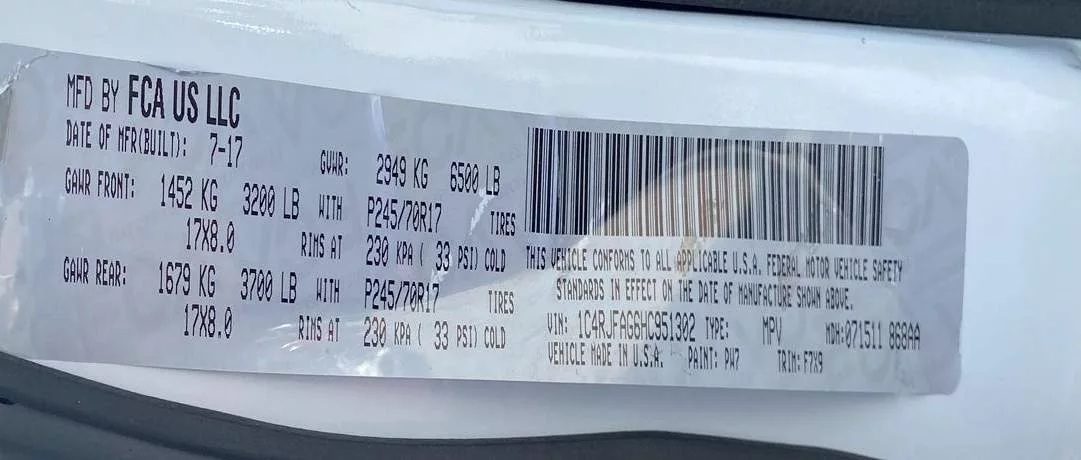 MFD BY FCA US LLC
DATE OF MFR(BUILT): 7-17
GVWR: 2949 KG 6500 LB
GAWR FRONT: 1452 KG 3200 LB WITH P245/70R17 TIRES
17X8.0 RIMS AT 230 KPA ( 33 PSI) COLD
GAWR REAR: 1679 KG 3700 LB WITH P245/70R17 TIRES
17X8.0 RIMS AT 230 KPA ( 33 PSI) COLD
THIS VEHICLE CONFORMS TO ALL APPLICABLE U.S.A. FEDERAL MOTOR VEHICLE SAFETY
STANDARDS IN EFFECT ON THE DATE OF MANUFACTURE SHOWN ABOVE.
VIN: 1C4RJFAG6HC951302 TYPE: MPV MDH:071511 868AA
VEHICLE MADE IN U.S.A. PAINT: PW7 TRIM: F7X9